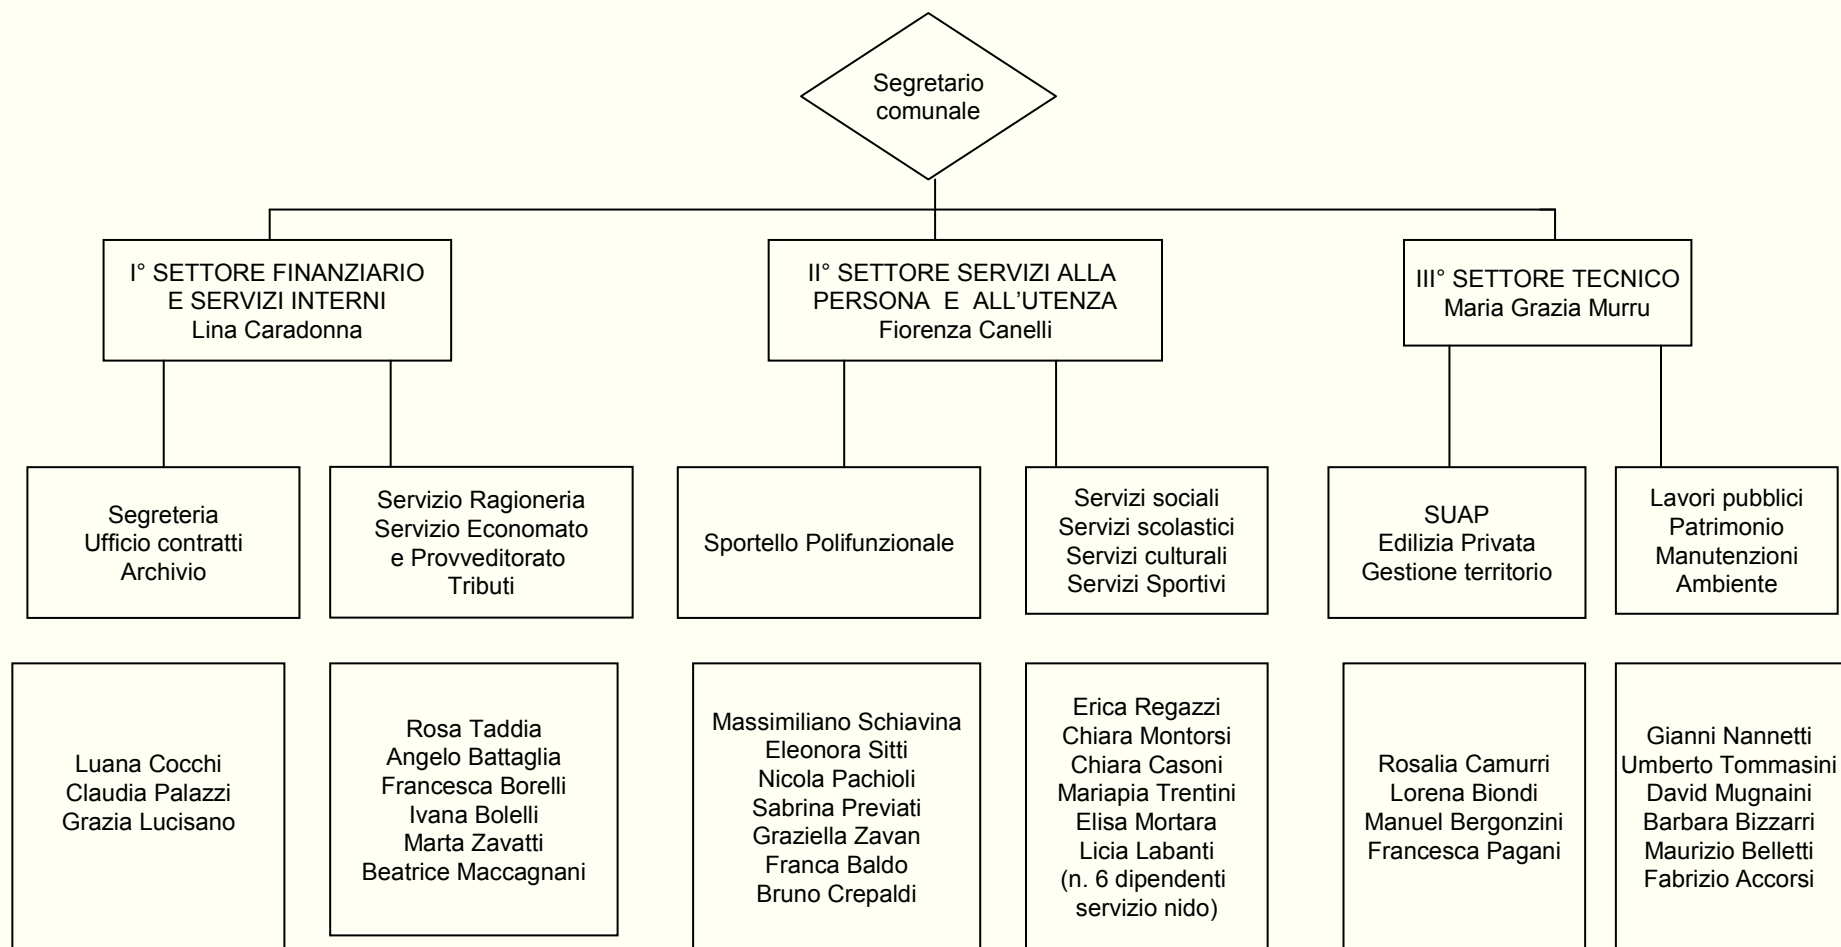 Segretario
comunale
I° SETTORE FINANZIARIO
E SERVIZI INTERNI
Lina Caradonna
II° SETTORE SERVIZI ALLA
PERSONA E ALL'UTENZA
Fiorenza Canelli
III° SETTORE TECNICO
Maria Grazia Murru
Segreteria
Ufficio contratti
Archivio
Servizio Ragioneria
Servizio Economato
e Provveditorato
Tributi
Sportello Polifunzionale
Servizi sociali
Servizi scolastici
Servizi culturali
Servizi Sportivi
SUAP
Edilizia Privata
Gestione territorio
Lavori pubblici
Patrimonio
Manutenzioni
Ambiente
Luana Cocchi
Claudia Palazzi
Grazia Lucisano
Rosa Taddia
Angelo Battaglia
Francesca Borelli
Ivana Bolelli
Marta Zavatti
Beatrice Maccagnani
Massimiliano Schiavina
Eleonora Sitti
Nicola Pachioli
Sabrina Previati
Graziella Zavan
Franca Baldo
Bruno Crepaldi
Erica Regazzi
Chiara Montorsi
Chiara Casoni
Mariapia Trentini
Elisa Mortara
Licia Labanti
(n. 6 dipendenti
servizio nido)
Rosalia Camurri
Lorena Biondi
Manuel Bergonzini
Francesca Pagani
Gianni Nannetti
Umberto Tommasini
David Mugnaini
Barbara Bizzarri
Maurizio Belletti
Fabrizio Accorsi